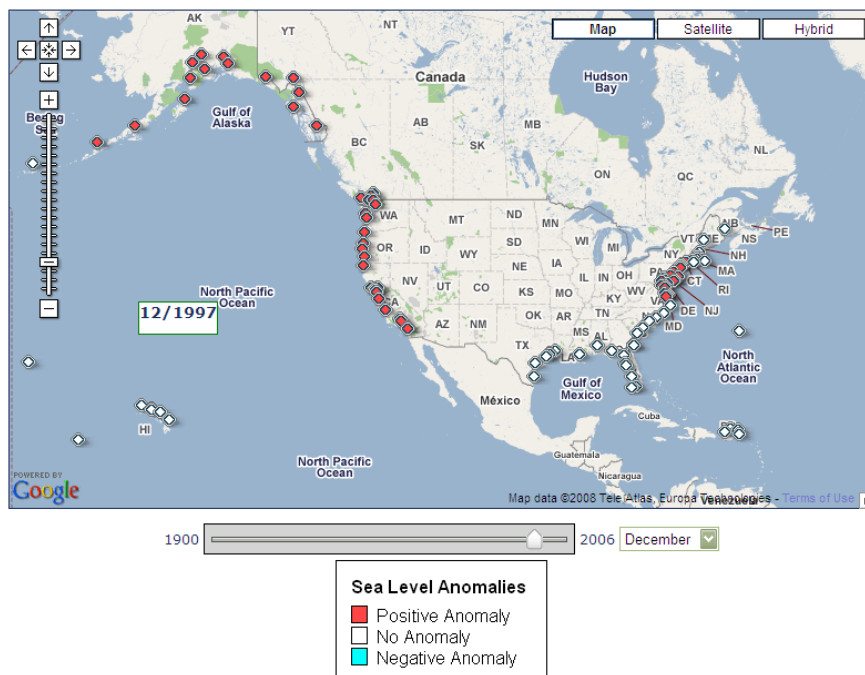 AK
YT
NT
Map
Satellite
Hybrid
Canada
Hudson
Bay
Gulf of
Alaska
BC
AB
SK
MB
ON
QC
NL
NB
PE
NS
WA
MT
ND
MN
OR
ID
WY
SD
WI
MI
VT
ME
NH
NY
MA
NV
UT
CO
NE
IA
IL
IN
OH
PA
CT
RI
KS
MO
KY
WV
VA
NJ
DE
MD
CA
AZ
NM
OK
AR
TX
LA
MS
AL
North Pacific
Ocean
12/1997
North
Atlantic
Ocean
Gulf of
Mexico
México
Cuba
HI
Guatemala
Nicaragua
North Pacific
Ocean
POWERED BY
Google
Map data ©2008 Tele Atlas, Europa Technologies - Terms of Use
Venezuela
1900
2006
December
Sea Level Anomalies
Positive Anomaly
No Anomaly
Negative Anomaly